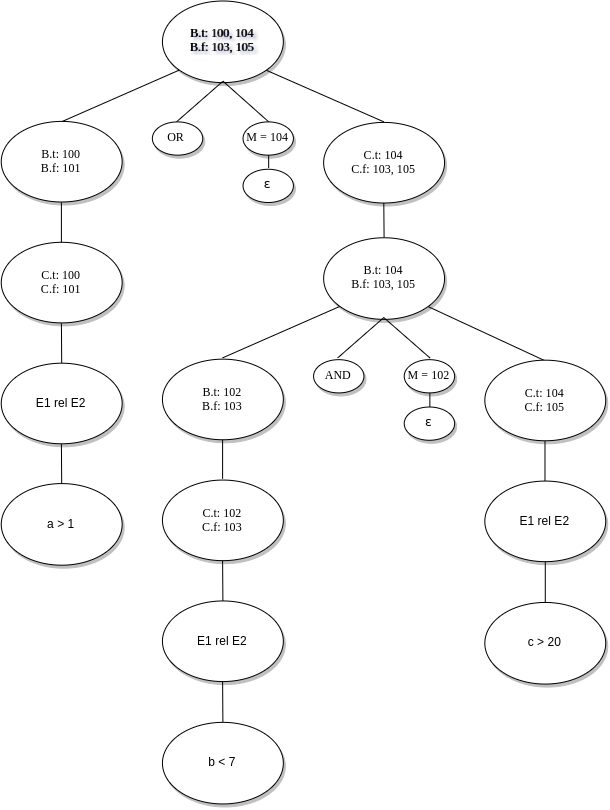 B.t: 100, 104
B.f: 103, 105
B.t: 100
B.f: 101
OR
M = 104
ε
C.t: 104
C.f: 103, 105
C.t: 100
C.f: 101
B.t: 104
B.f: 103, 105
E1 rel E2
B.t: 102
B.f: 103
AND
M = 102
ε
C.t: 104
C.f: 105
a > 1
C.t: 102
C.f: 103
E1 rel E2
E1 rel E2
c > 20
b < 7